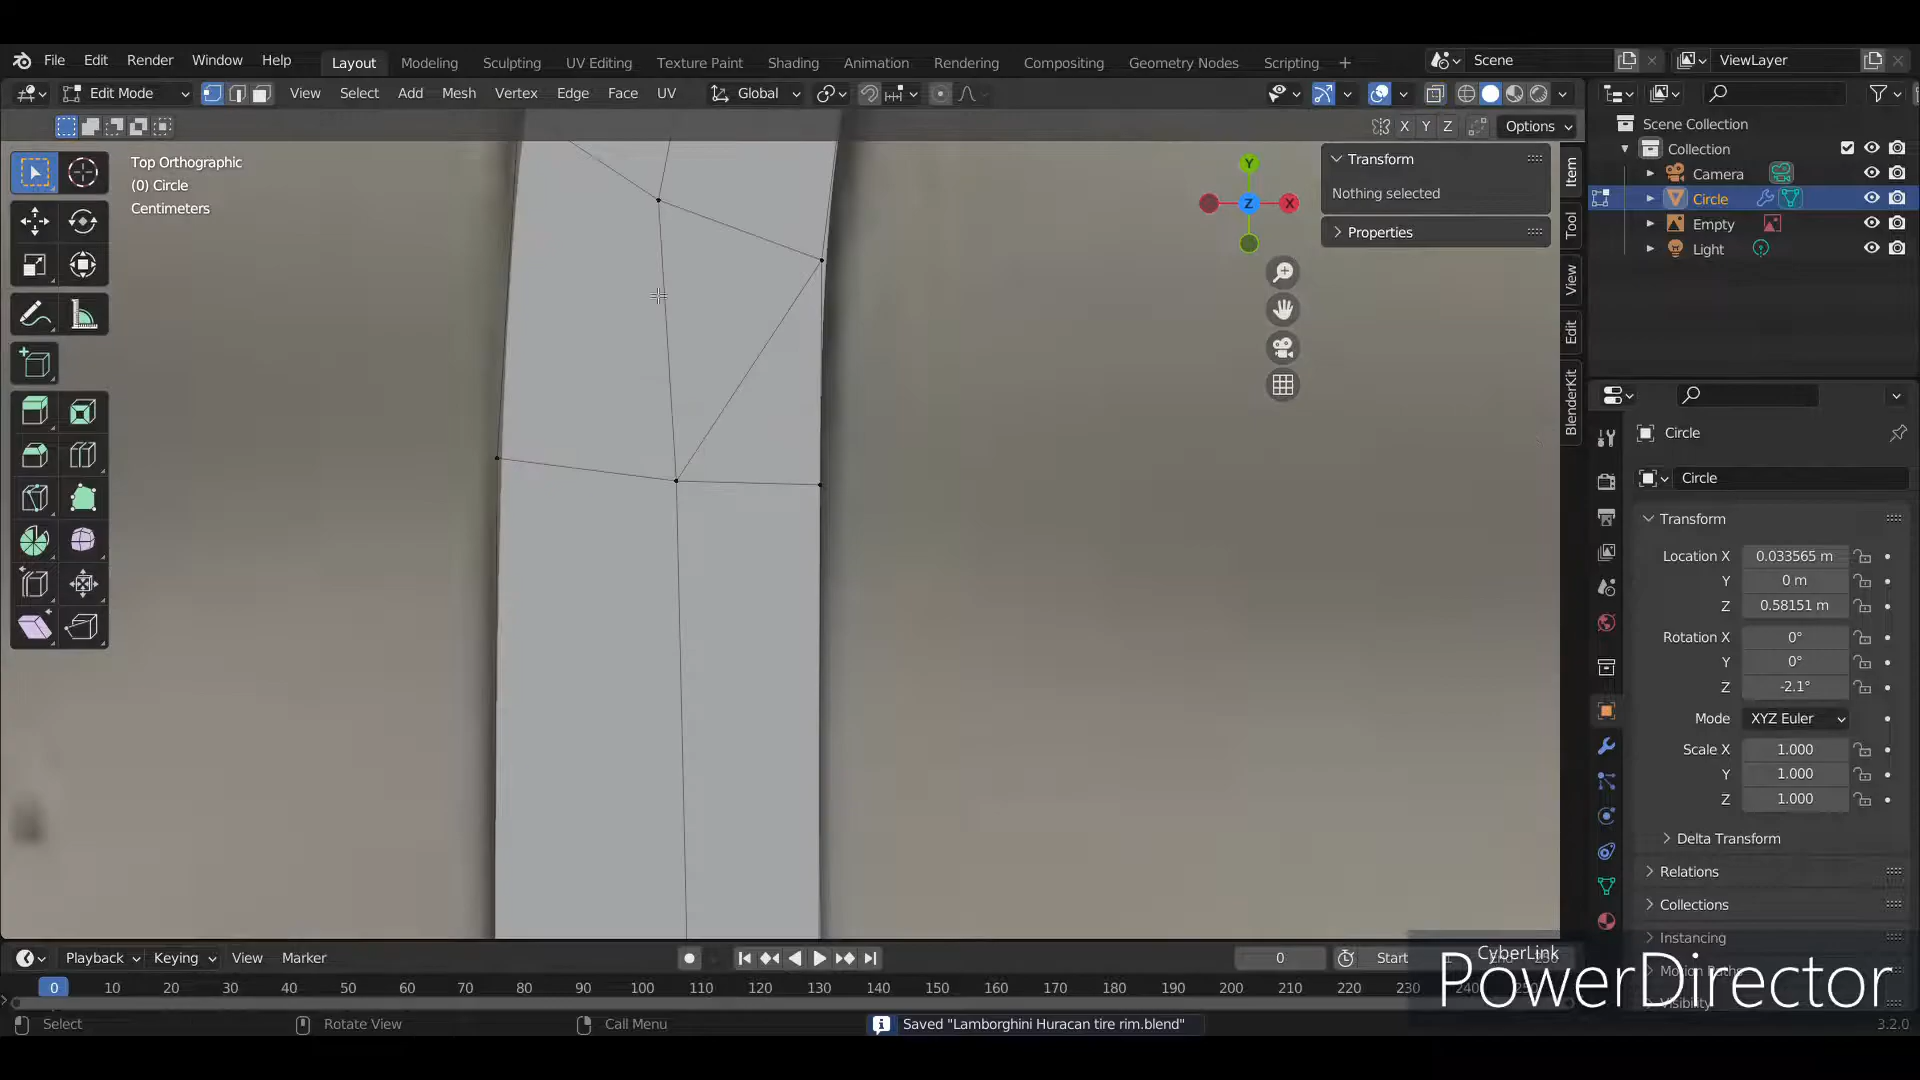 File Edit Render Window Help Layout Modeling Sculpting UV Editing Texture Paint Shading Animation Rendering Compositing Geometry Nodes Scripting + Scene ViewLayer
Edit Mode View Select Add Mesh Vertex Edge Face UV Global
X Y Z Options
Scene Collection
Collection
Camera
Circle
Empty
Light
Top Orthographic
(0) Circle
Centimeters
Y
X
Z
Transform
Nothing selected
Properties
Item
Tool
View
Edit
BlenderKit
Circle
Circle
Transform
Location X 0.033565 m
Y 0 m
Z 0.58151 m
Rotation X 0°
Y 0°
Z -2.1°
Mode XYZ Euler
Scale X 1.000
Y 1.000
Z 1.000
Delta Transform
Relations
Collections
Instancing
Motion Paths
Visibility
Playback Keying View Marker 0 Start
CyberLink
PowerDirector
0 10 20 30 40 50 60 70 80 90 100 110 120 130 140 150 160 170 180 190 200 210 220 230 240
Select Rotate View Call Menu Saved "Lamborghini Huracan tire rim.blend" 3.2.0